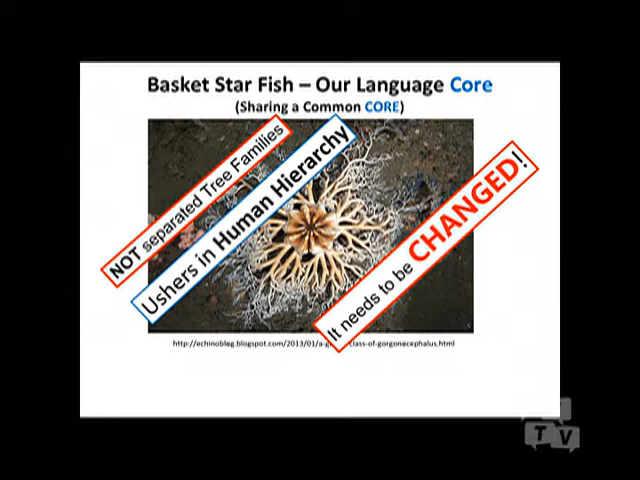 Basket Star Fish – Our Language Core
(Sharing a Common CORE)
NOT separated Tree Families
Ushers in Human Hierarchy
It needs to be CHANGED!
http://echinoblog.blogspot.com/2013/01/a-g class-of-gorgonocephalus.html
TV